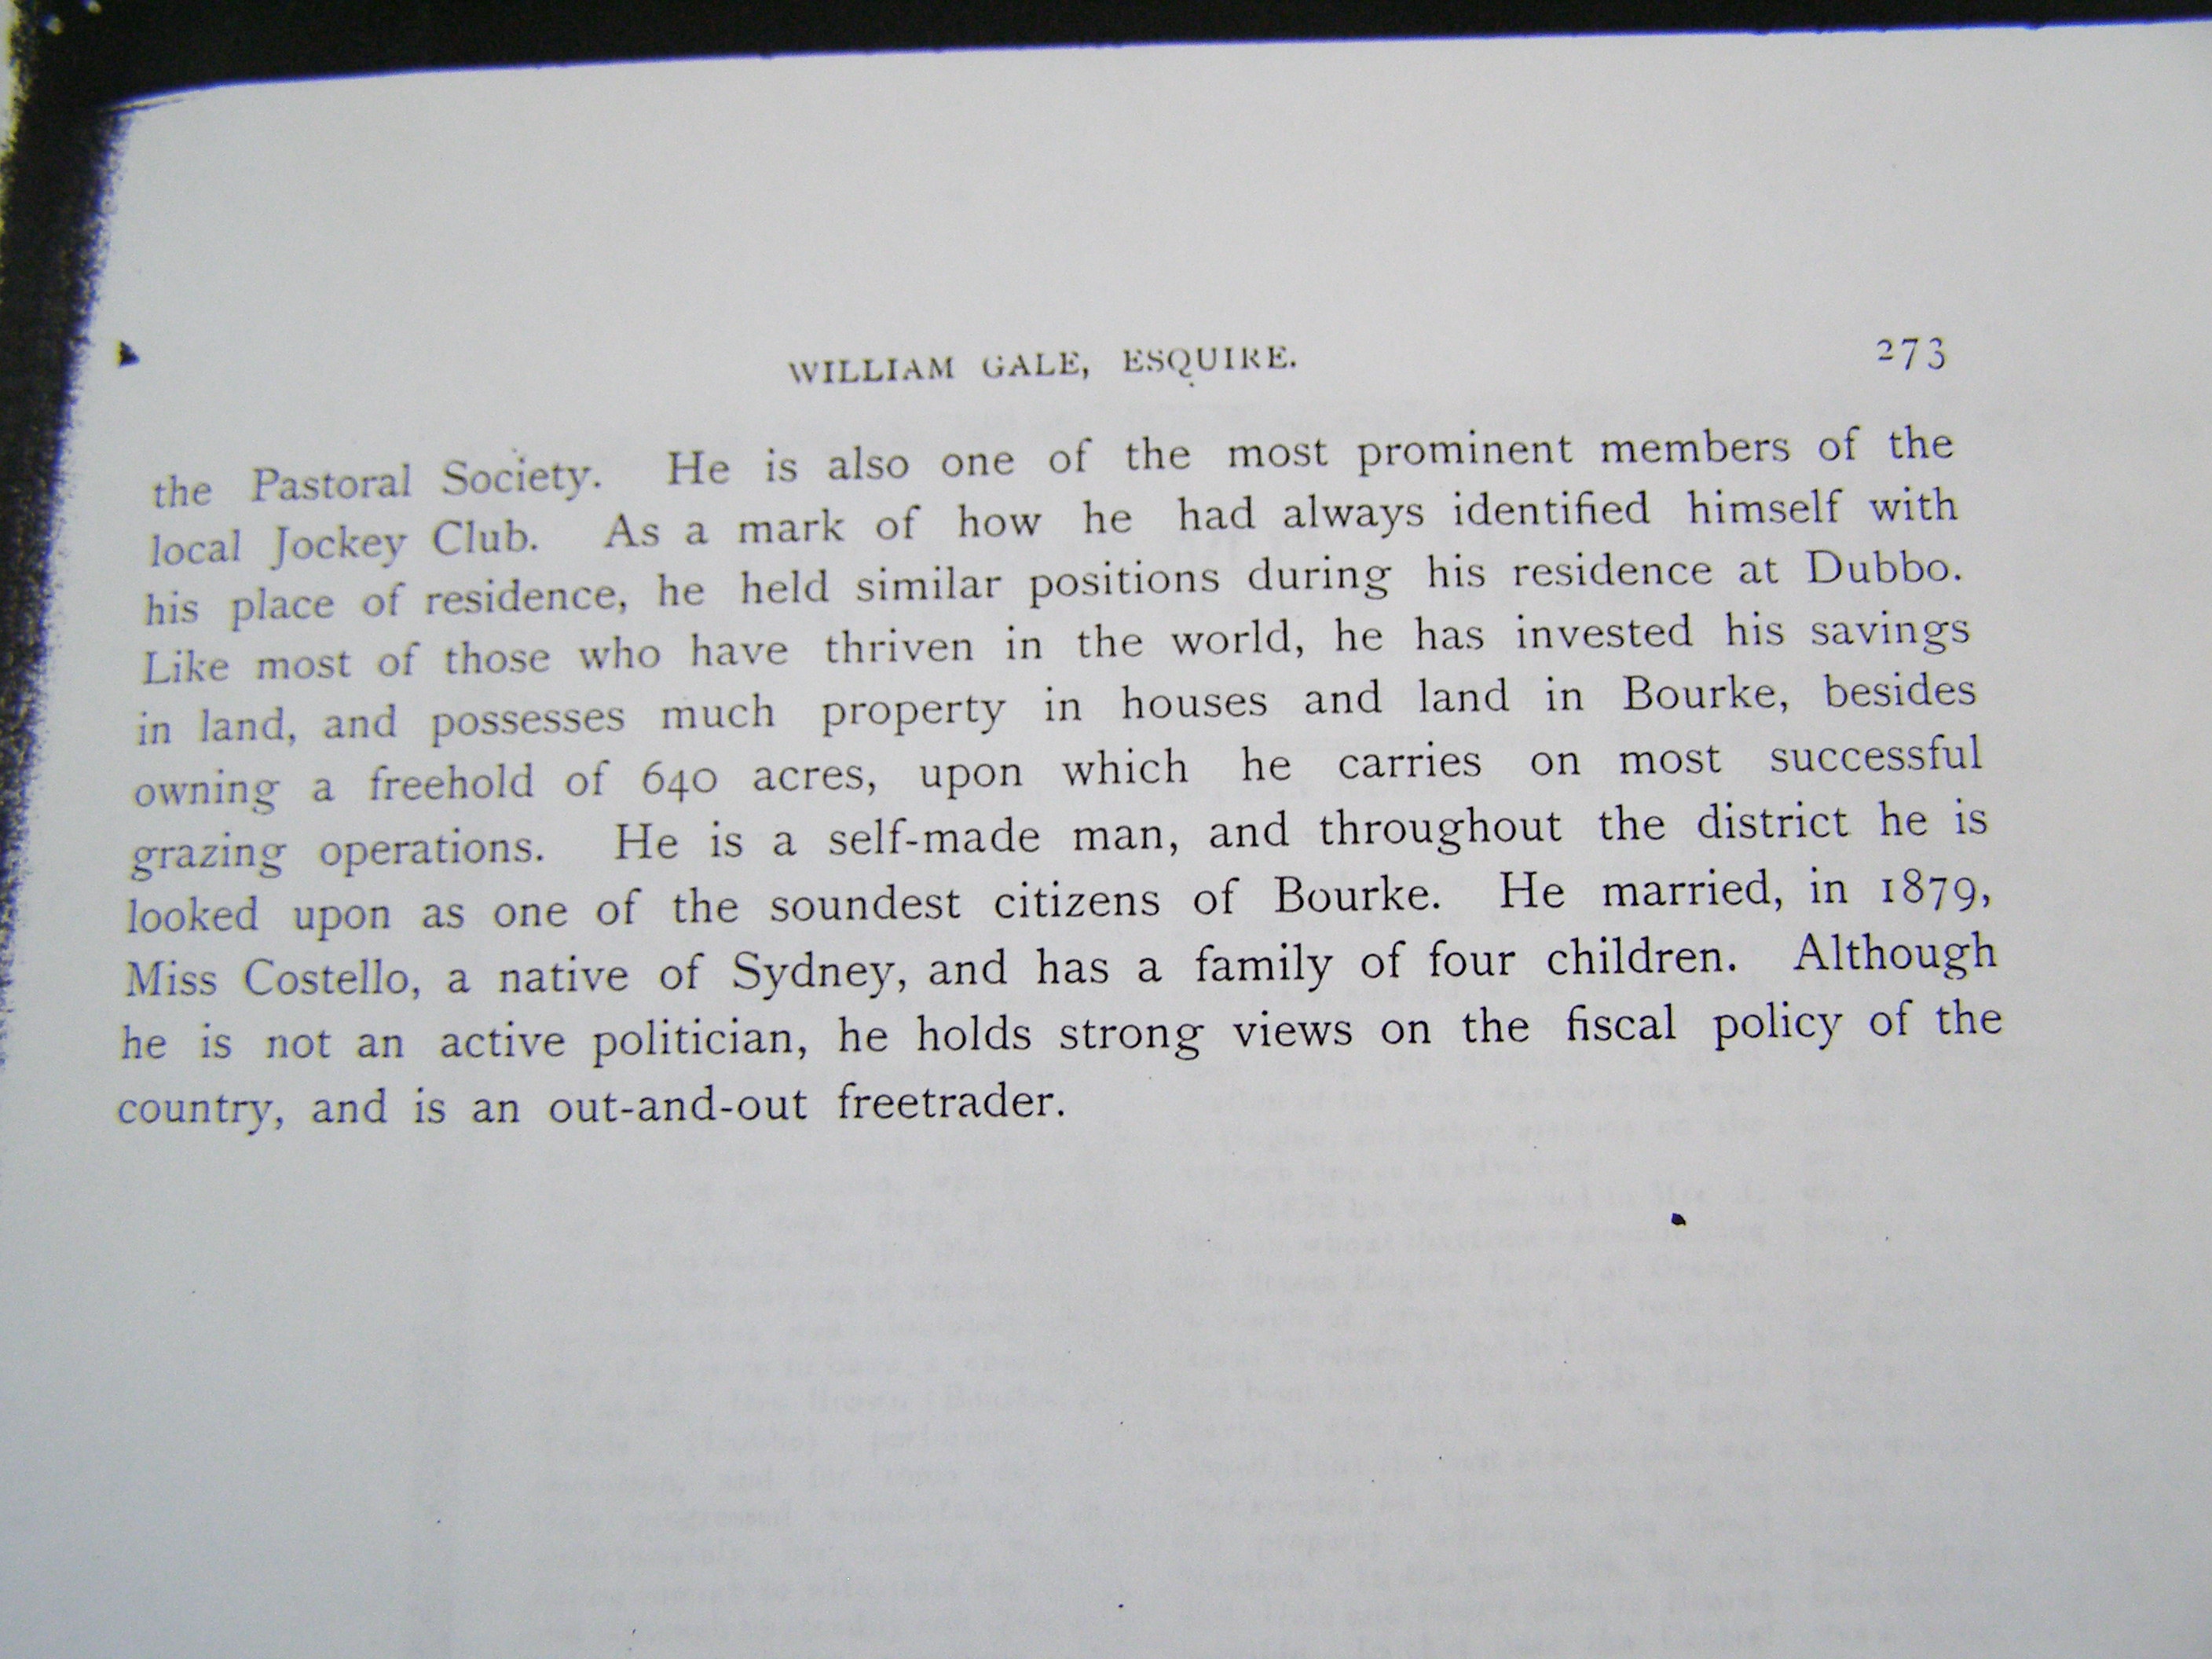 WILLIAM GALE, ESQUIRE. 273
the Pastoral Society. He is also one of the most prominent members of the
local Jockey Club. As a mark of how he had always identified himself with
his place of residence, he held similar positions during his residence at Dubbo.
Like most of those who have thriven in the world, he has invested his savings
in land, and possesses much property in houses and land in Bourke, besides
owning a freehold of 640 acres, upon which he carries on most successful
grazing operations. He is a self-made man, and throughout the district he is
looked upon as one of the soundest citizens of Bourke. He married, in 1879,
Miss Costello, a native of Sydney, and has a family of four children. Although
he is not an active politician, he holds strong views on the fiscal policy of the
country, and is an out-and-out freetrader.